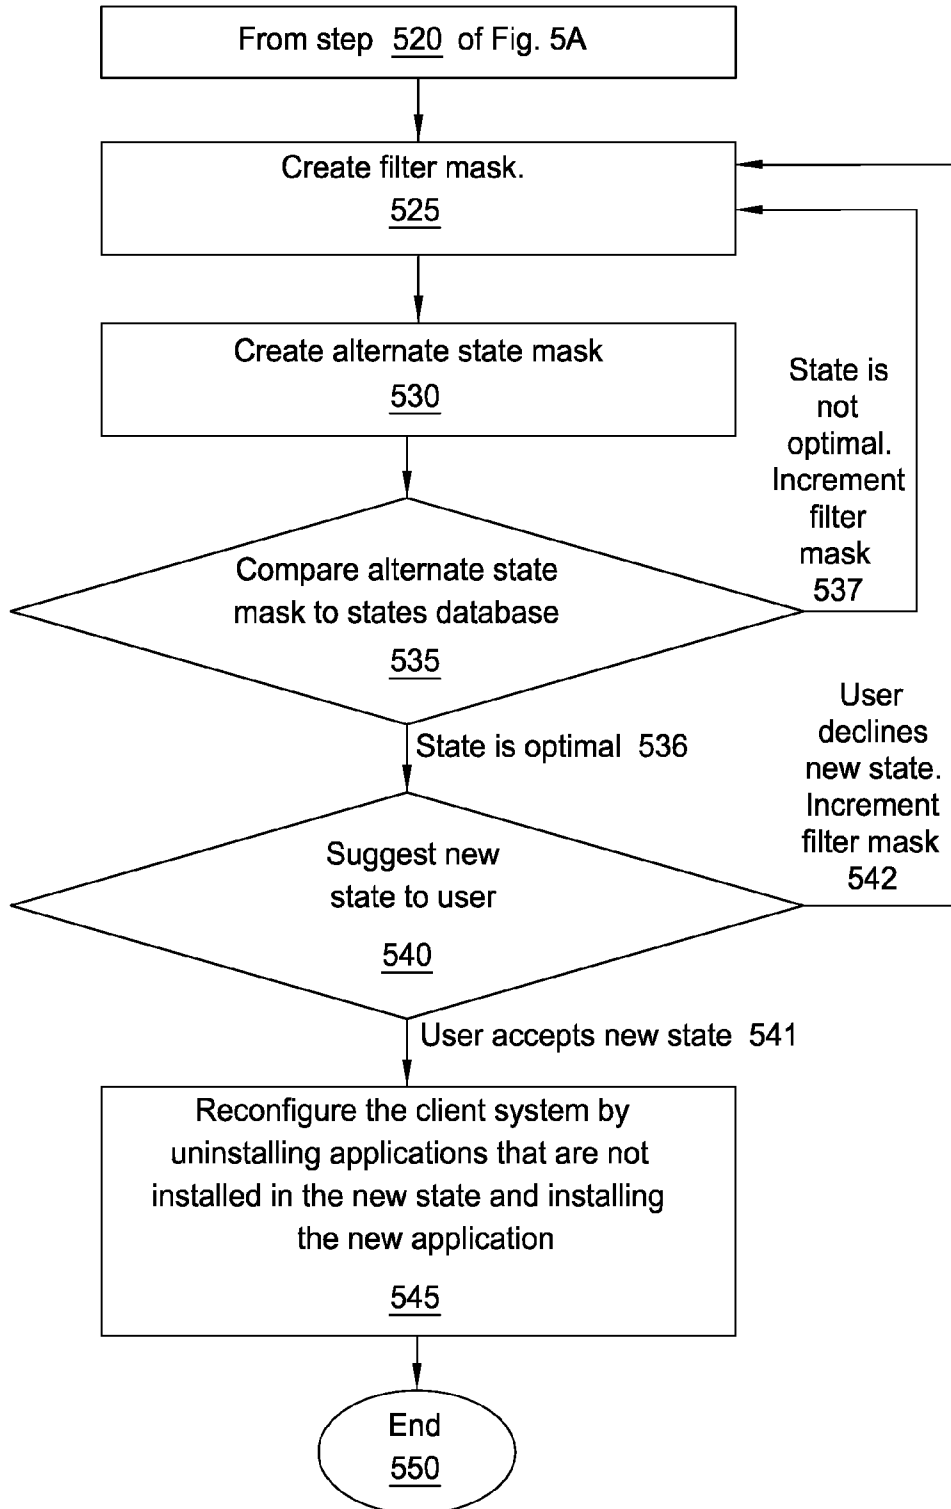 From step 520 of Fig. 5A
Create filter mask.
525
Create alternate state mask
530
State is
not
optimal.
Increment
filter
mask
537
Compare alternate state
mask to states database
535
State is optimal 536
User
declines
new state.
Increment
filter mask
542
Suggest new
state to user
540
User accepts new state 541
Reconfigure the client system by
uninstalling applications that are not
installed in the new state and installing
the new application
545
End
550